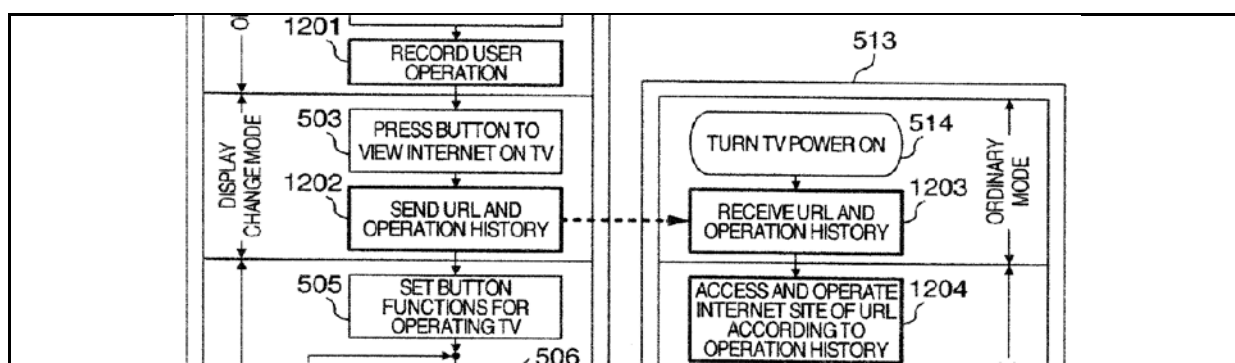 1201
RECORD USER
OPERATION
513
503
PRESS BUTTON TO
VIEW INTERNET ON TV
514
TURN TV POWER ON
DISPLAY
CHANGE MODE
1202
SEND URL AND
OPERATION HISTORY
1203
RECEIVE URL AND
OPERATION HISTORY
ORDINARY
MODE
505
SET BUTTON
FUNCTIONS FOR
OPERATING TV
1204
ACCESS AND OPERATE
INTERNET SITE OF URL
ACCORDING TO
OPERATION HISTORY
506